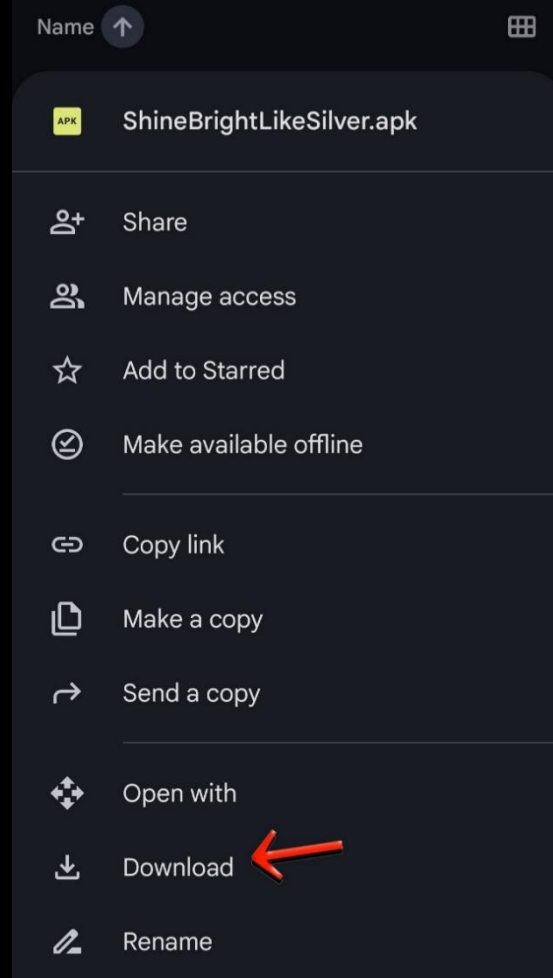 Name
APK
ShineBrightLikeSilver.apk
Share
Manage access
Add to Starred
Make available offline
Copy link
Make a copy
Send a copy
Open with
Download
Rename